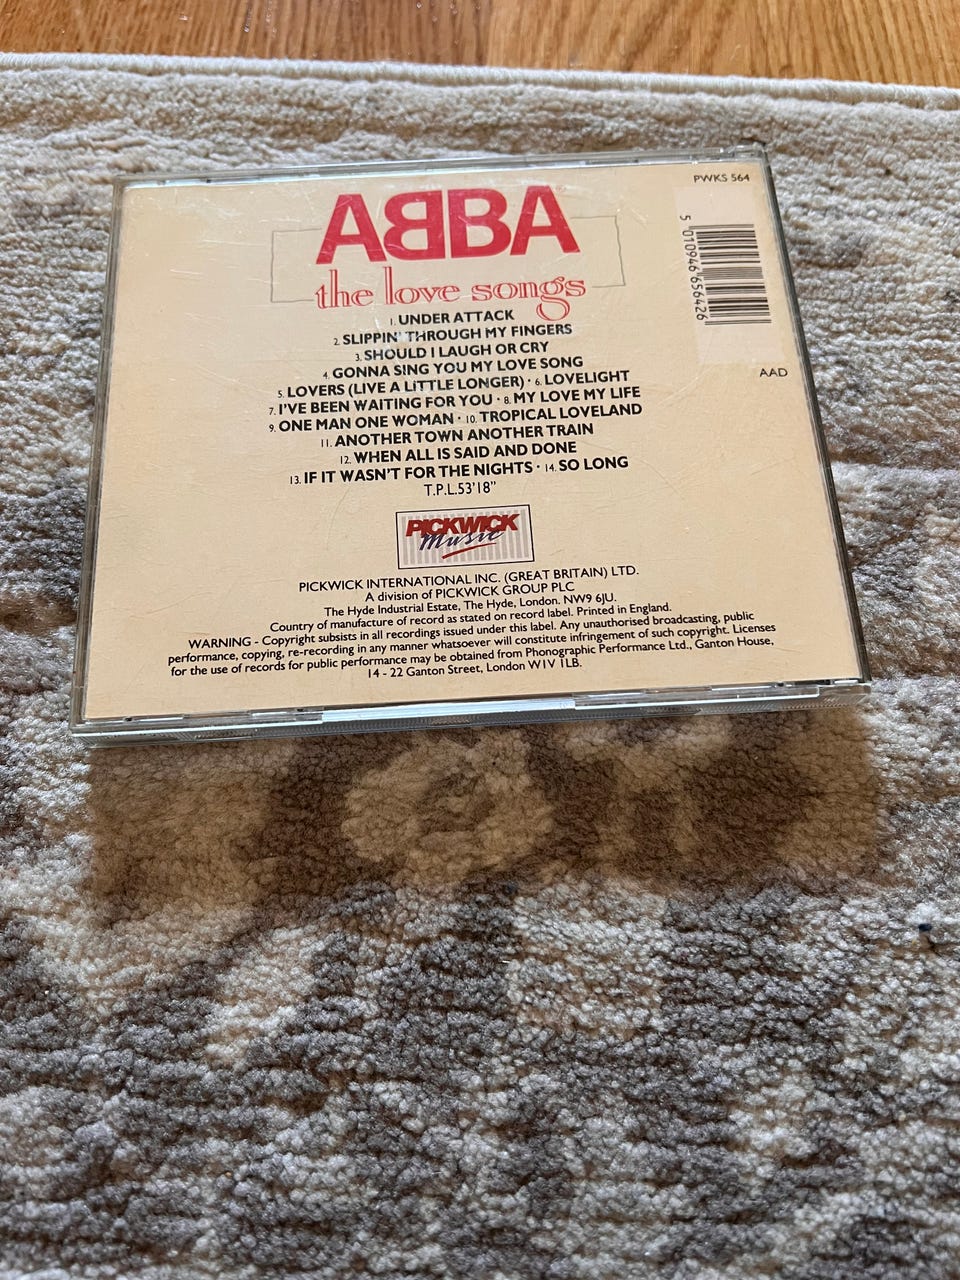 PWKS 564
ABBA®
the love songs
5 010946 656426
1. UNDER ATTACK
2. SLIPPIN' THROUGH MY FINGERS
3. SHOULD I LAUGH OR CRY
4. GONNA SING YOU MY LOVE SONG
AAD
5. LOVERS (LIVE A LITTLE LONGER) · 6. LOVELIGHT
7. I'VE BEEN WAITING FOR YOU · 8. MY LOVE MY LIFE
9. ONE MAN ONE WOMAN · 10. TROPICAL LOVELAND
11. ANOTHER TOWN ANOTHER TRAIN
12. WHEN ALL IS SAID AND DONE
13. IF IT WASN'T FOR THE NIGHTS · 14. SO LONG
T.P.L.53'18"
PICKWICK
Music
PICKWICK INTERNATIONAL INC. (GREAT BRITAIN) LTD.
A division of PICKWICK GROUP PLC
The Hyde Industrial Estate, The Hyde, London. NW9 6JU.
Country of manufacture of record as stated on record label. Printed in England.
WARNING - Copyright subsists in all recordings issued under this label. Any unauthorised broadcasting, public
performance, copying, re-recording in any manner whatsoever will constitute infringement of such copyright. Licenses
for the use of records for public performance may be obtained from Phonographic Performance Ltd., Ganton House,
14 - 22 Ganton Street, London W1V 1LB.